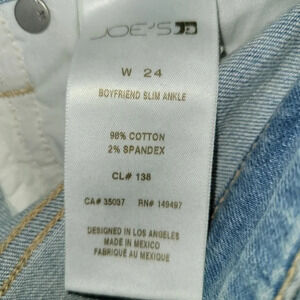 JOE'S
W 24
BOYFRIEND SLIM ANKLE
98% COTTON
2% SPANDEX
CL# 138
CA# 35037 RN# 149497
DESIGNED IN LOS ANGELES
MADE IN MEXICO
FABRIQUÉ AU MEXIQUE